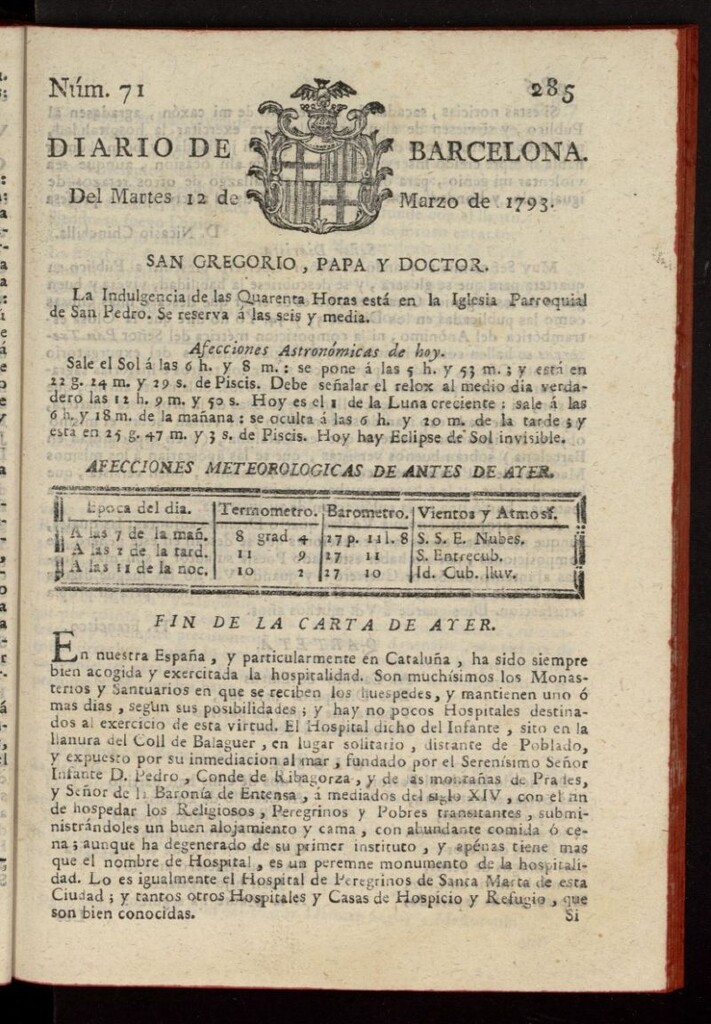 Núm. 71 285
DIARIO DE BARCELONA.
Del Martes 12 de Marzo de 1793.
SAN GREGORIO, PAPA Y DOCTOR.
La Indulgencia de las Quarenta Horas está en la Iglesia Parroquial
de San Pedro. Se reserva á las seis y media.
Afecciones Astronómicas de hoy.
Sale el Sol á las 6 h. y 8 m. : se pone á las 5 h. y 53 m. ; y está en
22 g. 24 m. y 29 s. de Piscis. Debe señalar el relox al medio dia verda-
dero las 12 h. 9 m. y 50 s. Hoy es el 1 de la Luna creciente : sale á las
6 h. y 18 m. de la mañana : se oculta á las 6 h. y 20 m. de la tarde ; y
está en 25 g. 47 m. y 3 s. de Piscis. Hoy hay Eclipse de Sol invisible.
AFECCIONES METEOROLOGICAS DE ANTES DE AYER.
Epoca del dia. Termometro. Barometro. Vientos y Atmosf.
A las 7 de la mañ. 8 grad 4 27 p. 11 l. 8 S. S. E. Nubes.
A las 2 de la tard. 11 9 27 11 S. Entrecub.
A las 11 de la noc. 10 2 27 10 Id. Cub. lluv.
FIN DE LA CARTA DE AYER.
En nuestra España , y particularmente en Cataluña , ha sido siempre
bien acogida y exercitada la hospitalidad. Son muchísimos los Monas-
terios y Santuarios en que se reciben los huespedes, y mantienen uno ó
mas dias , segun sus posibilidades ; y hay no pocos Hospitales destina-
dos al exercicio de esta virtud. El Hospital dicho del Infante , sito en la
llanura del Coll de Balaguer , en lugar solitario , distante de Poblado,
y expuesto por su inmediacion al mar , fundado por el Serenísimo Señor
Infante D. Pedro , Conde de Ribagorza , y de las montañas de Prades,
y Señor de la Baronía de Entensa , á mediados del siglo XIV , con el fin
de hospedar los Religiosos , Peregrinos y Pobres transitantes , submi-
nistrándoles un buen alojamiento y cama , con abundante comida ó ce-
na ; aunque ha degenerado de su primer instituto , y apénas tiene mas
que el nombre de Hospital , es un peremne monumento de la hospitali-
dad. Lo es igualmente el Hospital de Peregrinos de Santa Marta de esta
Ciudad ; y tantos otros Hospitales y Casas de Hospicio y Refugio , que
son bien conocidas. Si